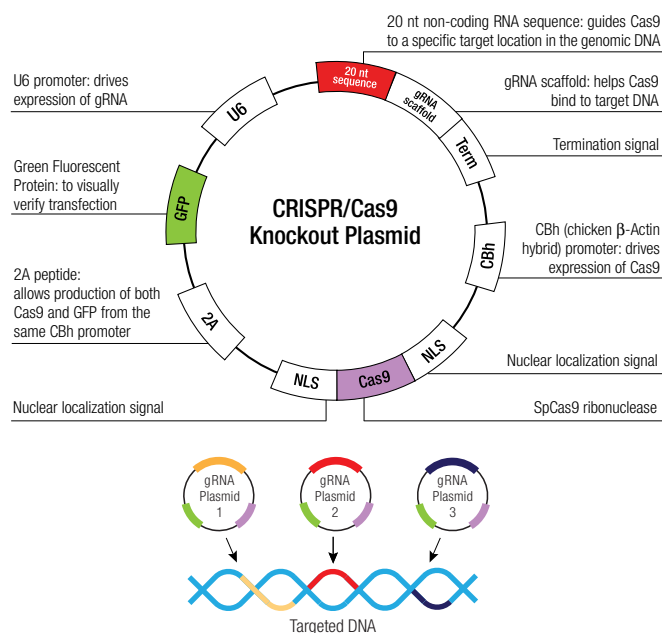 20 nt non-coding RNA sequence: guides Cas9
to a specific target location in the genomic DNA
U6 promoter: drives
expression of gRNA
gRNA scaffold: helps Cas9
bind to target DNA
Termination signal
Green Fluorescent
Protein: to visually
verify transfection
CBh (chicken β-Actin
hybrid) promoter: drives
expression of Cas9
2A peptide:
allows production of both
Cas9 and GFP from the
same CBh promoter
Nuclear localization signal
Nuclear localization signal
SpCas9 ribonuclease
20 nt
sequence
gRNA
scaffold
Term
CBh
NLS
Cas9
NLS
2A
GFP
U6
CRISPR/Cas9
Knockout Plasmid
gRNA
Plasmid
1
gRNA
Plasmid
2
gRNA
Plasmid
3
Targeted DNA